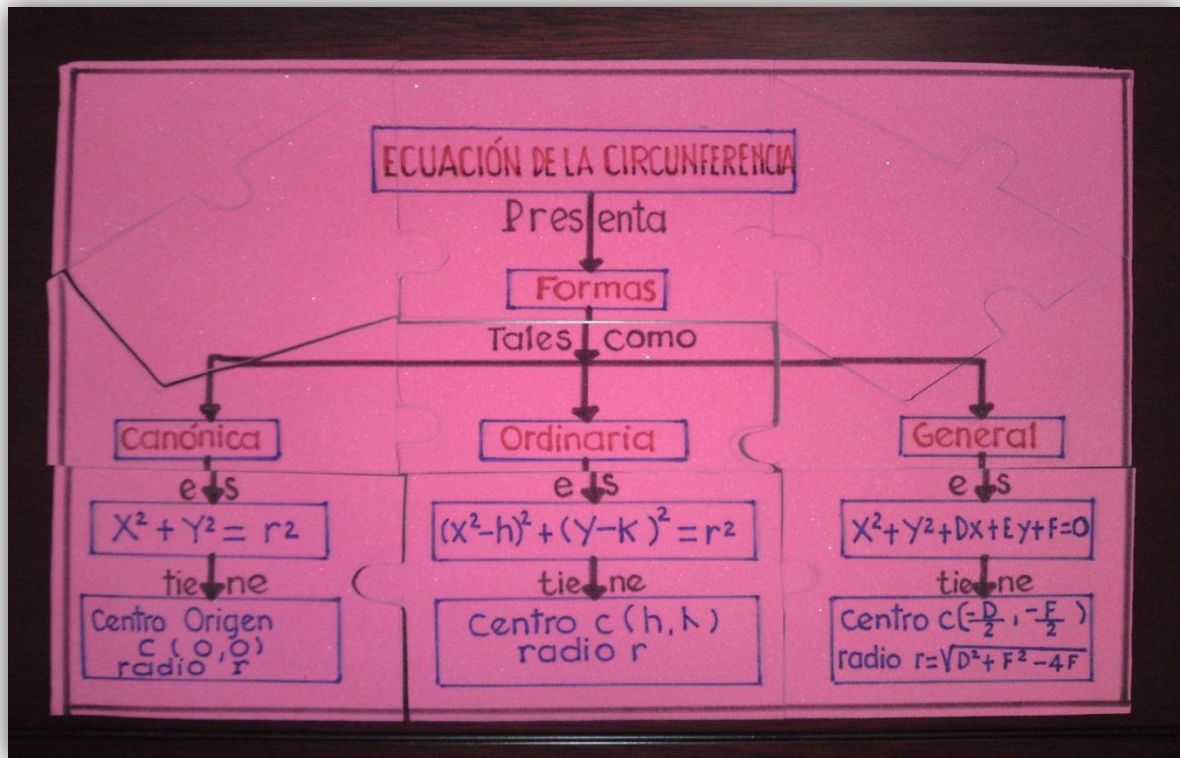 ECUACIÓN DE LA CIRCUNFERENCIA
Presenta
Formas
Tales como
Canónica
es
X² + Y² = r²
tiene
Centro Origen
C (0,0)
radio r
Ordinaria
es
(x²-h)² + (Y-K)² = r²
tiene
Centro c (h, k)
radio r
General
es
X² + Y² + DX + Ey + F = 0
tiene
Centro c(-D/2, -F/2)
radio r = √D² + F² - 4F